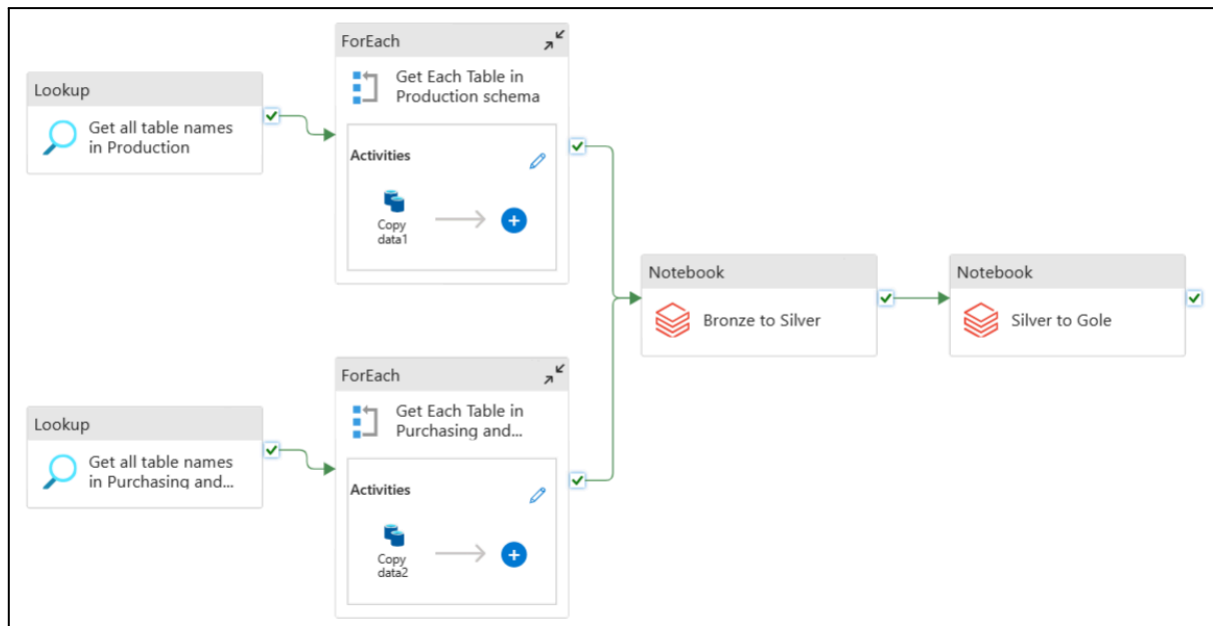 Lookup
Get all table names
in Production
ForEach
Get Each Table in
Production schema
Activities
Copy
data1
Lookup
Get all table names
in Purchasing and...
ForEach
Get Each Table in
Purchasing and...
Activities
Copy
data2
Notebook
Bronze to Silver
Notebook
Silver to Gole